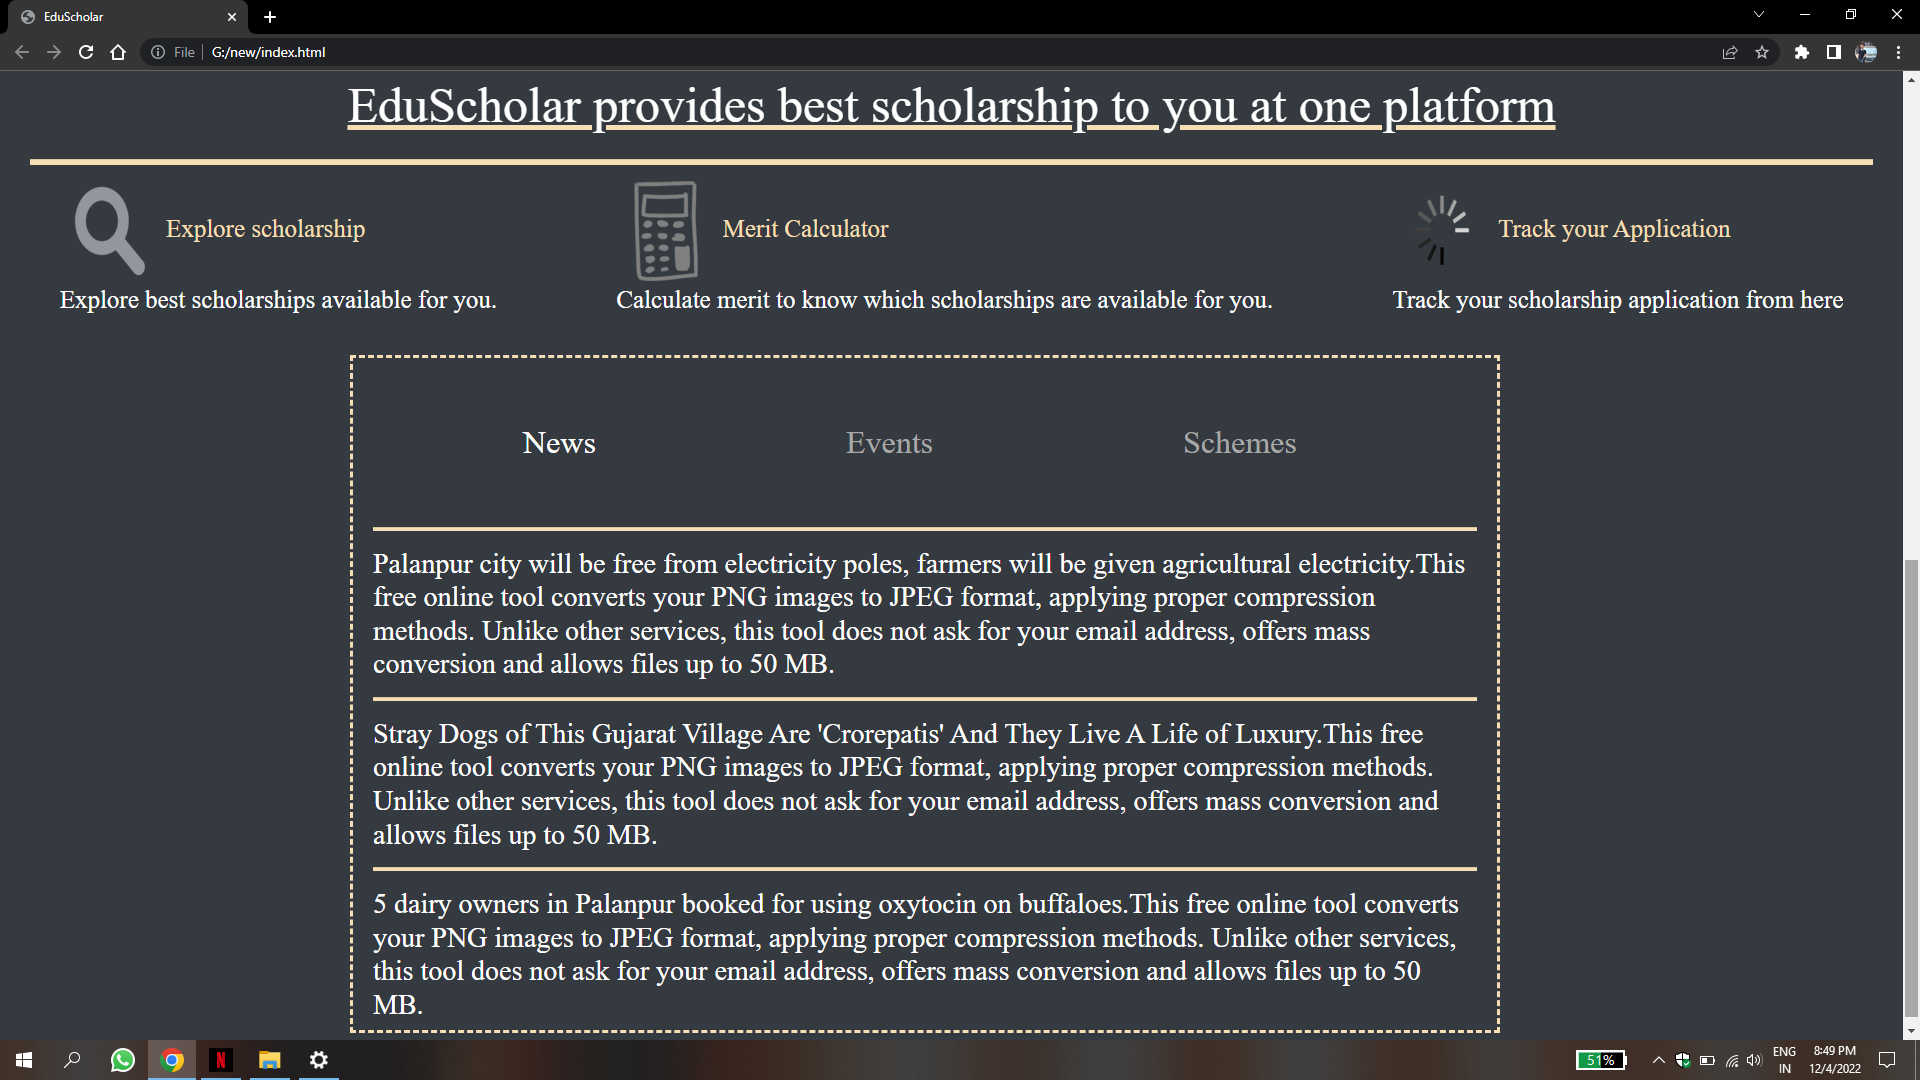 EduScholar
File
G:/new/index.html
EduScholar provides best scholarship to you at one platform
Explore scholarship
Explore best scholarships available for you.
Merit Calculator
Calculate merit to know which scholarships are available for you.
Track your Application
Track your scholarship application from here
News
Events
Schemes
Palanpur city will be free from electricity poles, farmers will be given agricultural electricity.This
free online tool converts your PNG images to JPEG format, applying proper compression
methods. Unlike other services, this tool does not ask for your email address, offers mass
conversion and allows files up to 50 MB.
Stray Dogs of This Gujarat Village Are 'Crorepatis' And They Live A Life of Luxury.This free
online tool converts your PNG images to JPEG format, applying proper compression methods.
Unlike other services, this tool does not ask for your email address, offers mass conversion and
allows files up to 50 MB.
5 dairy owners in Palanpur booked for using oxytocin on buffaloes.This free online tool converts
your PNG images to JPEG format, applying proper compression methods. Unlike other services,
this tool does not ask for your email address, offers mass conversion and allows files up to 50
MB.
N
51%
ENG
IN
8:49 PM
12/4/2022